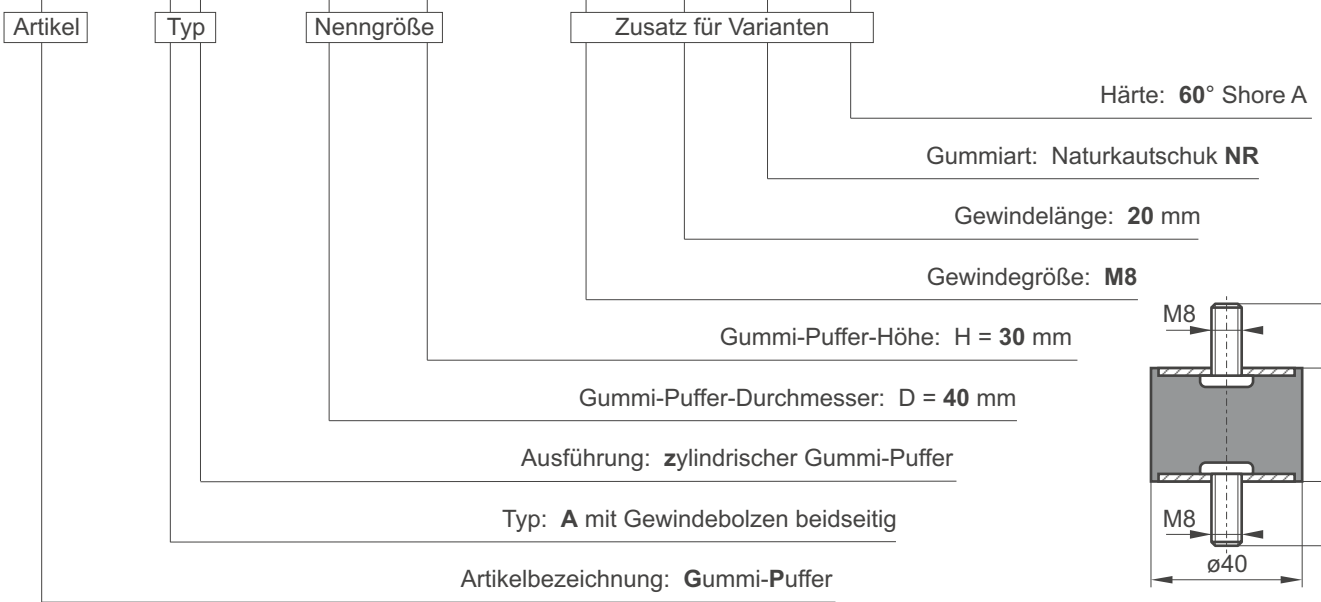 Artikel Typ Nenngröße Zusatz für Varianten
Härte: 60° Shore A
Gummiart: Naturkautschuk NR
Gewindelänge: 20 mm
Gewindegröße: M8
M8
Gummi-Puffer-Höhe: H = 30 mm
Gummi-Puffer-Durchmesser: D = 40 mm
Ausführung: zylindrischer Gummi-Puffer
Typ: A mit Gewindebolzen beidseitig
M8
ø40
Artikelbezeichnung: Gummi-Puffer